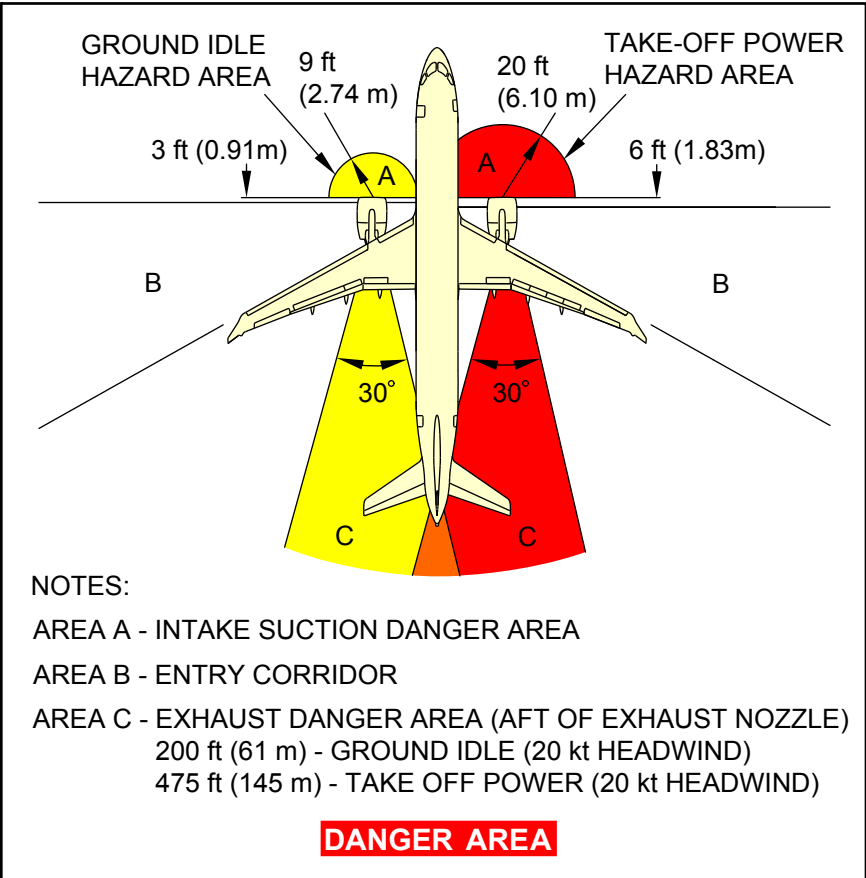 GROUND IDLE
HAZARD AREA
9 ft
(2.74 m)
20 ft
(6.10 m)
TAKE-OFF POWER
HAZARD AREA
3 ft (0.91m)
A
A
6 ft (1.83m)
B
B
30°
30°
C
C
NOTES:
AREA A - INTAKE SUCTION DANGER AREA
AREA B - ENTRY CORRIDOR
AREA C - EXHAUST DANGER AREA (AFT OF EXHAUST NOZZLE)
200 ft (61 m) - GROUND IDLE (20 kt HEADWIND)
475 ft (145 m) - TAKE OFF POWER (20 kt HEADWIND)
DANGER AREA